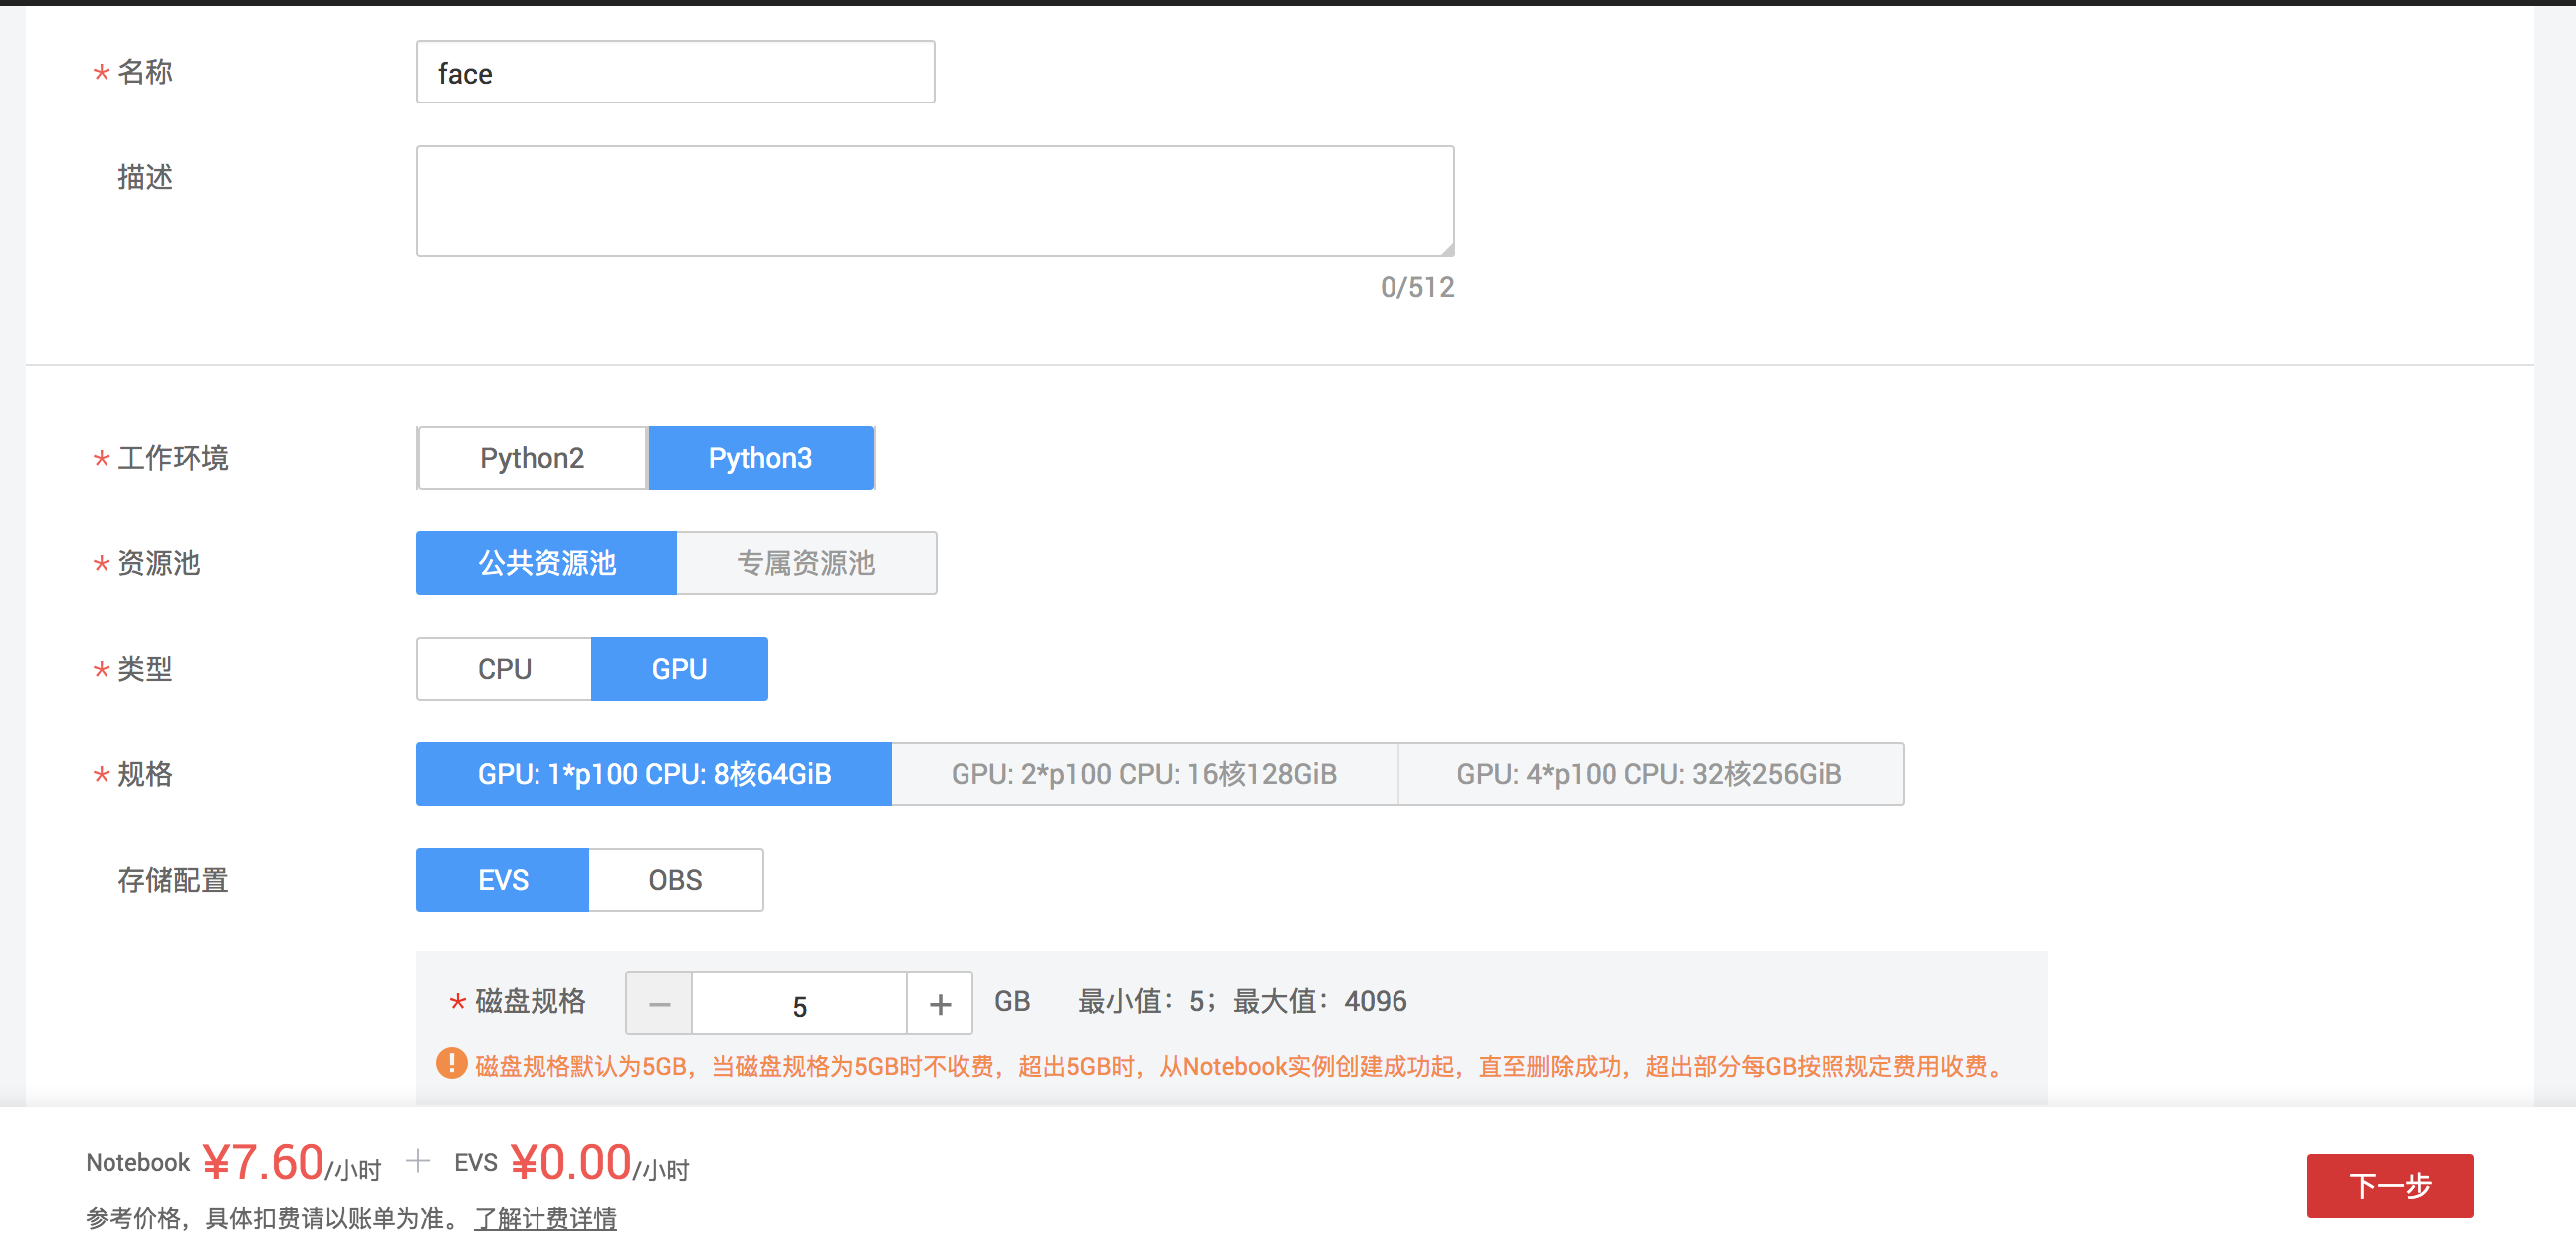 * 名称 face
描述
0/512
* 工作环境 Python2 Python3
* 资源池 公共资源池 专属资源池
* 类型 CPU GPU
* 规格 GPU: 1*p100 CPU: 8核64GiB GPU: 2*p100 CPU: 16核128GiB GPU: 4*p100 CPU: 32核256GiB
存储配置 EVS OBS
* 磁盘规格 − 5 + GB 最小值：5；最大值：4096
! 磁盘规格默认为5GB，当磁盘规格为5GB时不收费，超出5GB时，从Notebook实例创建成功起，直至删除成功，超出部分每GB按照规定费用收费。
Notebook ¥7.60/小时 + EVS ¥0.00/小时
参考价格，具体扣费请以账单为准。 了解计费详情
下一步